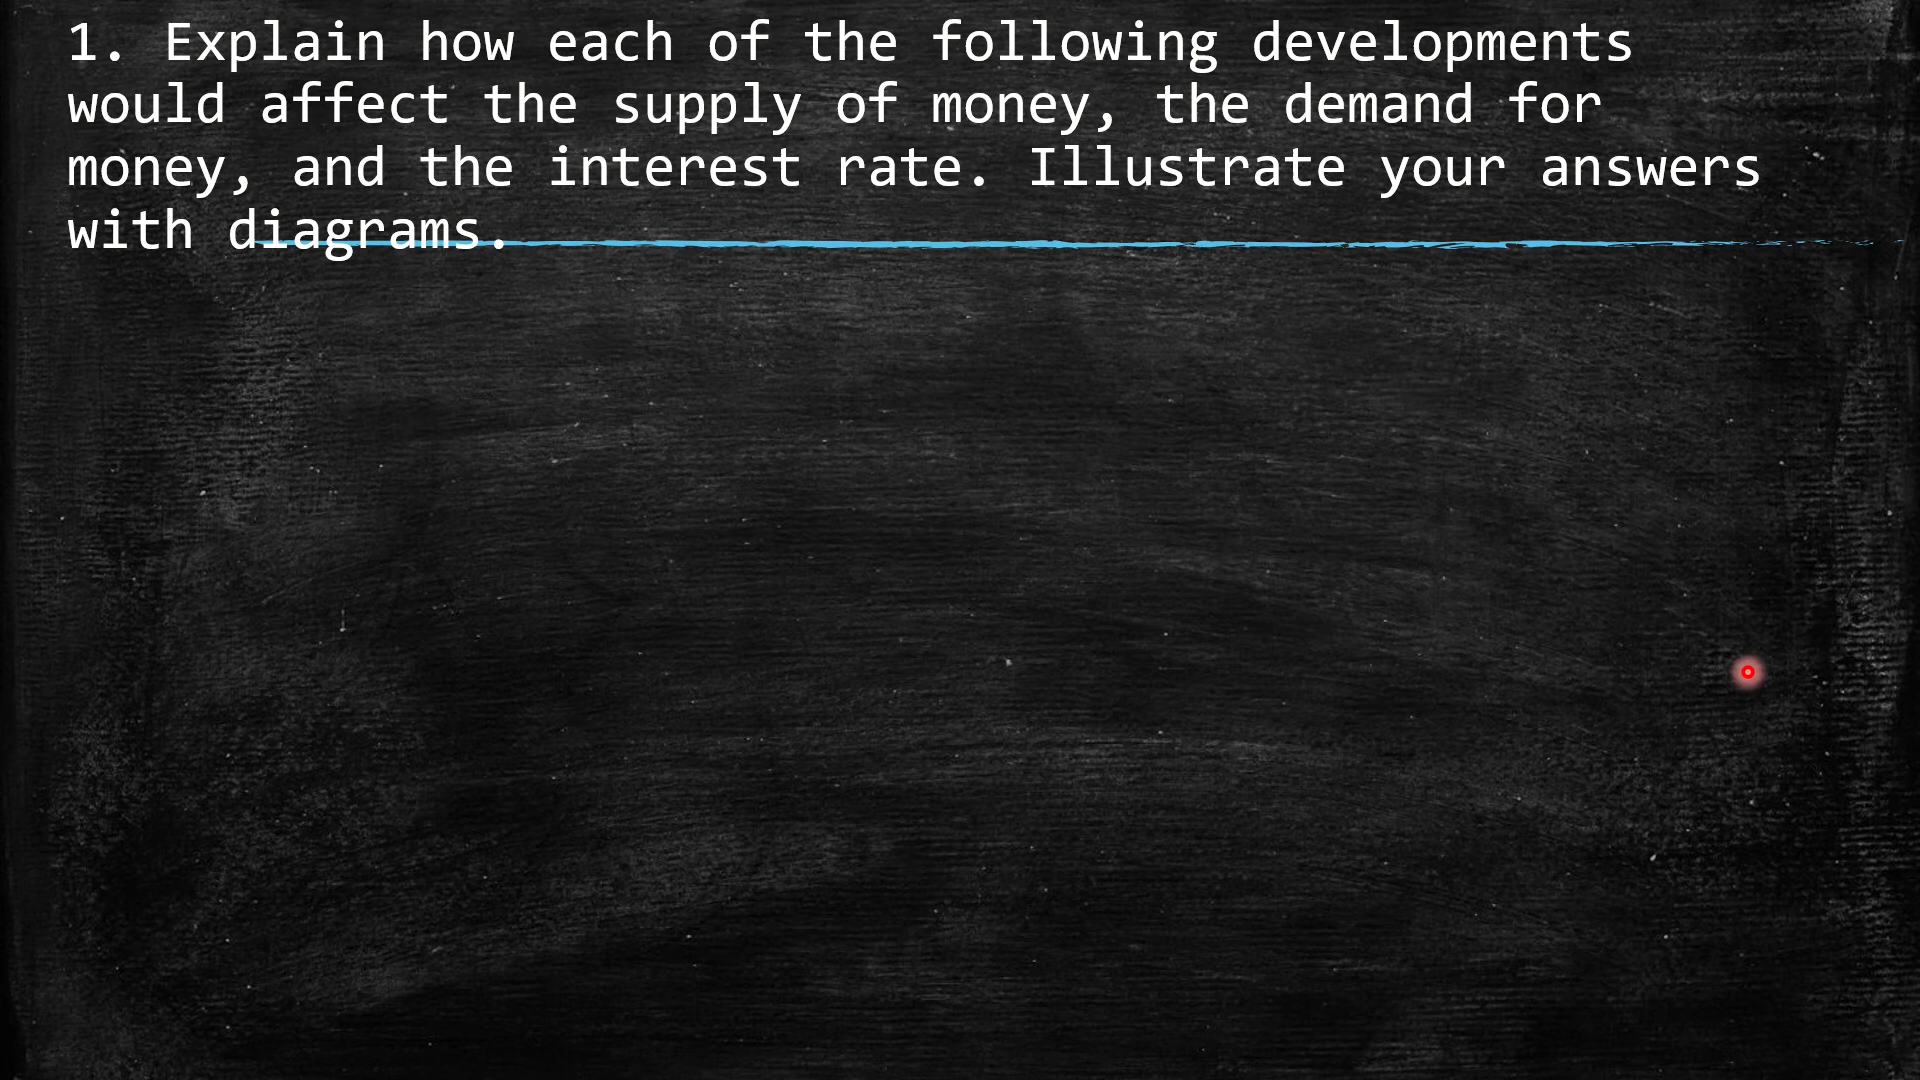 1. Explain how each of the following developments
would affect the supply of money, the demand for
money, and the interest rate. Illustrate your answers
with diagrams.